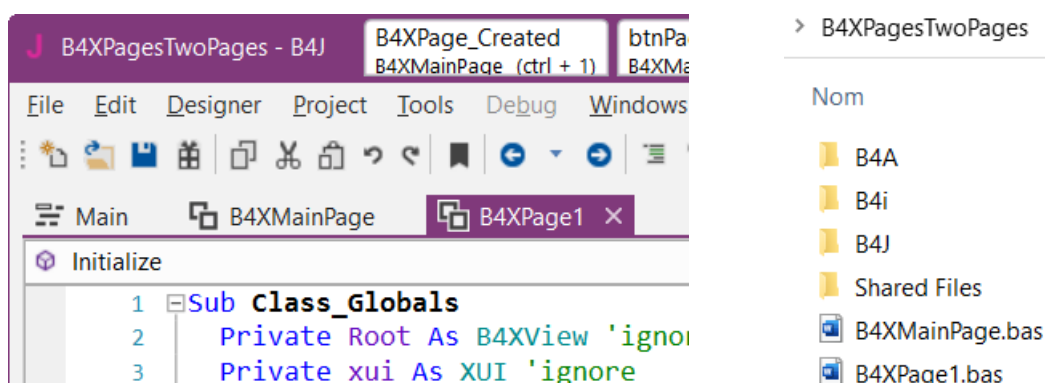 B4XPagesTwoPages - B4J
B4XPage_Created
B4XMainPage (ctrl + 1)
File Edit Designer Project Tools Debug Windows
Main B4XMainPage B4XPage1
Initialize
1 Sub Class_Globals
2 Private Root As B4XView 'ignor
3 Private xui As XUI 'ignore
B4XPagesTwoPages
Nom
B4A
B4i
B4J
Shared Files
B4XMainPage.bas
B4XPage1.bas